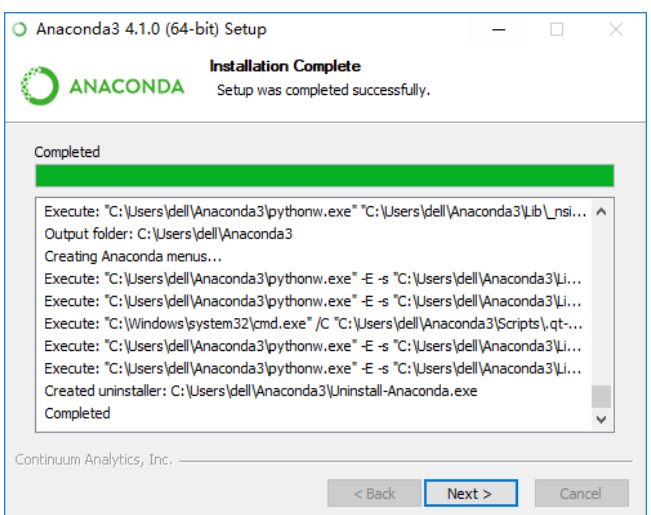 Anaconda3 4.1.0 (64-bit) Setup
ANACONDA
Installation Complete
Setup was completed successfully.
Completed
Execute: "C:\Users\dell\Anaconda3\pythonw.exe" "C:\Users\dell\Anaconda3\Lib\_nsi...
Output folder: C:\Users\dell\Anaconda3
Creating Anaconda menus...
Execute: "C:\Users\dell\Anaconda3\pythonw.exe" -E -s "C:\Users\dell\Anaconda3\Li...
Execute: "C:\Users\dell\Anaconda3\pythonw.exe" -E -s "C:\Users\dell\Anaconda3\Li...
Execute: "C:\Windows\system32\cmd.exe" /C "C:\Users\dell\Anaconda3\Scripts\.qt-...
Execute: "C:\Users\dell\Anaconda3\pythonw.exe" -E -s "C:\Users\dell\Anaconda3\Li...
Execute: "C:\Users\dell\Anaconda3\pythonw.exe" -E -s "C:\Users\dell\Anaconda3\Li...
Created uninstaller: C:\Users\dell\Anaconda3\Uninstall-Anaconda.exe
Completed
Continuum Analytics, Inc.
< Back Next > Cancel